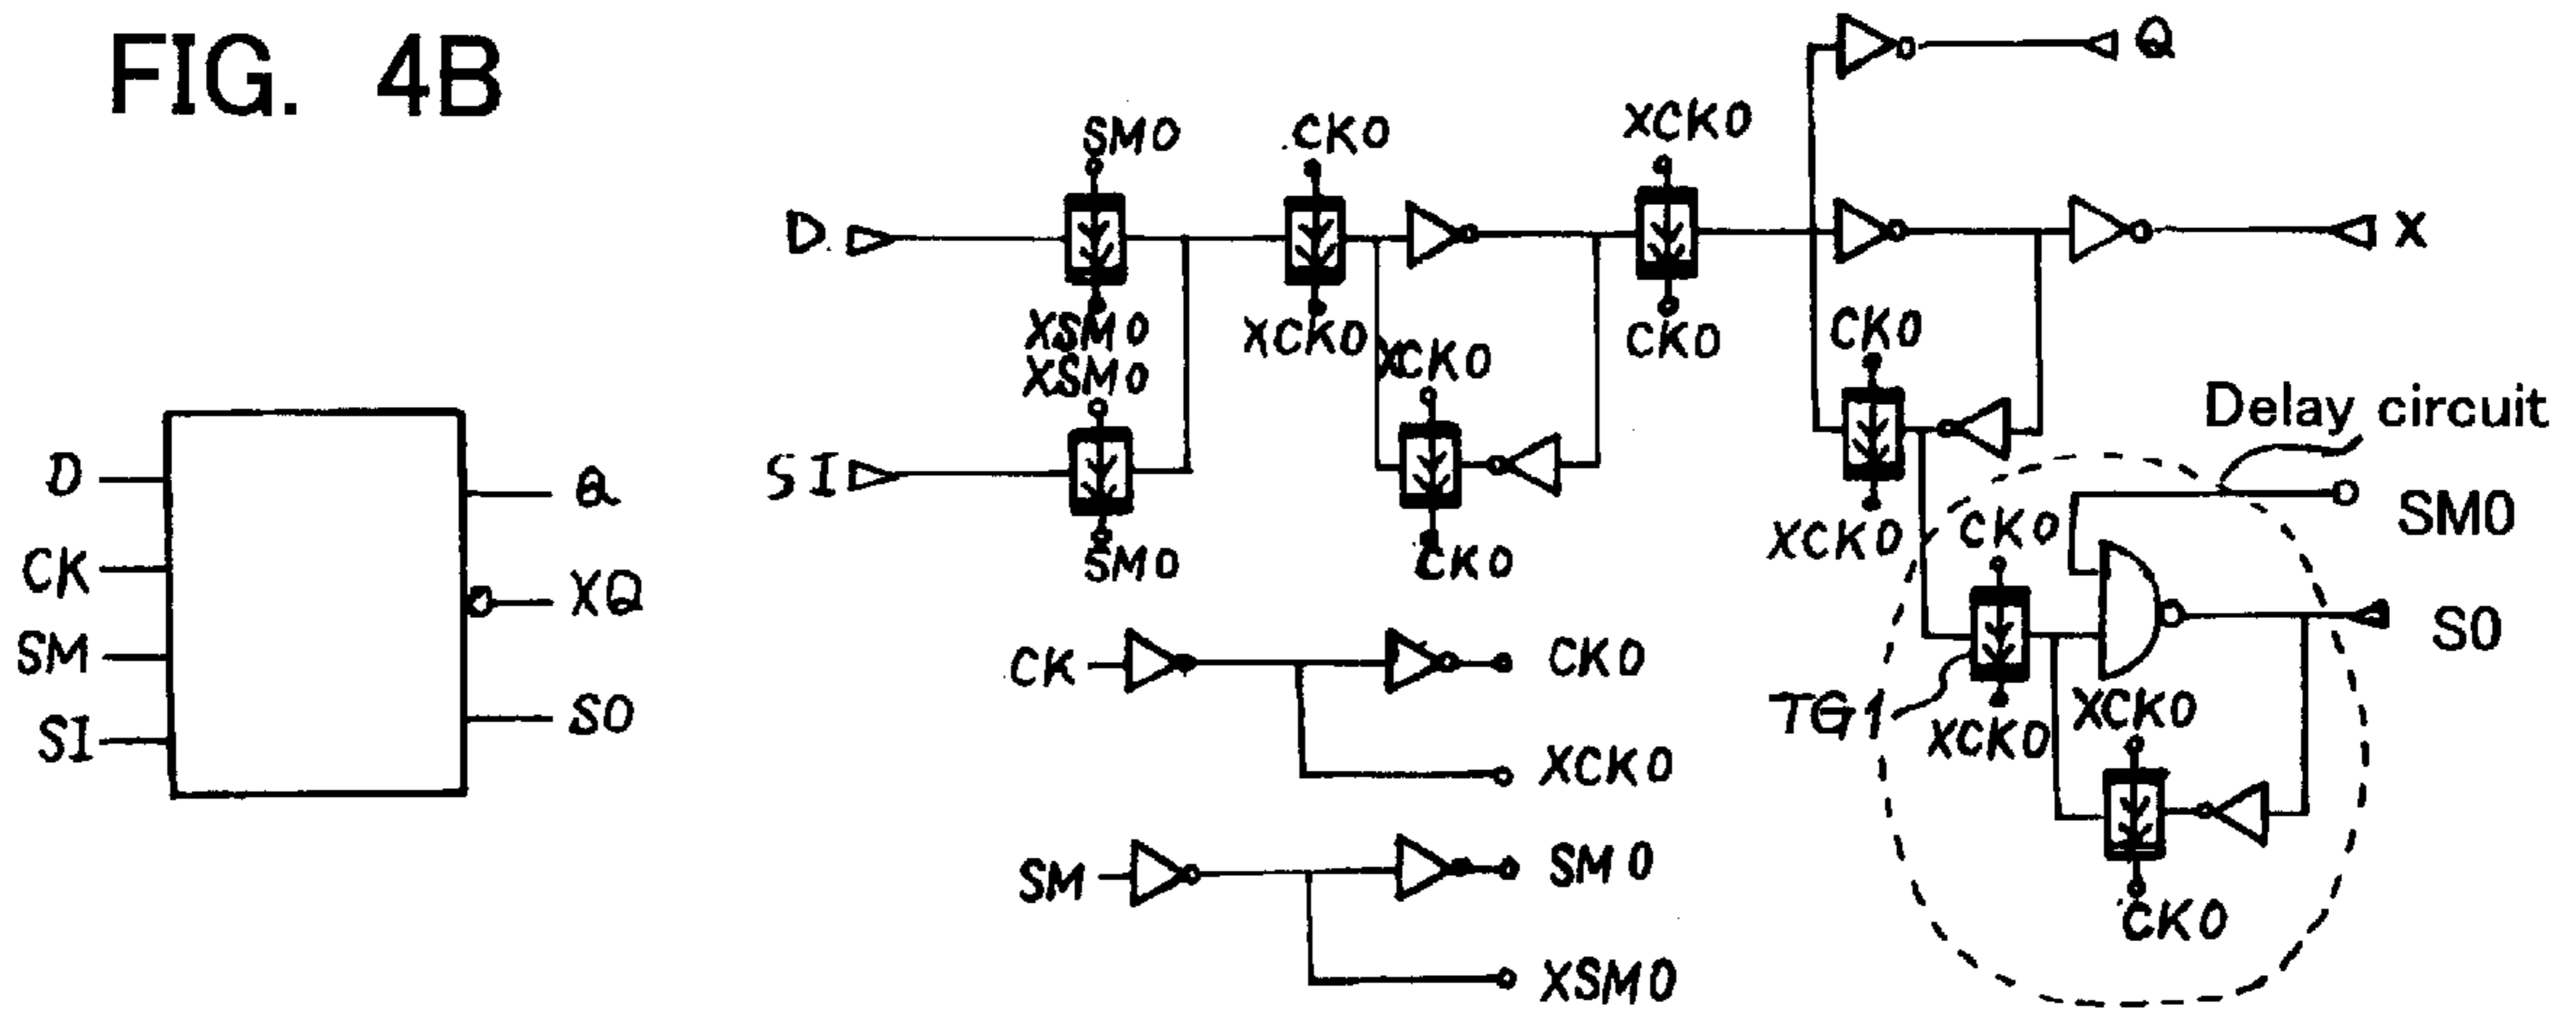 FIG. 4B
D
CK
SM
SI
Q
XQ
SO
D
SM0
XSM0
XSM0
SI
SM0
CK0
XCK0
XCK0
CK0
XCK0
CK0
Q
X
CK0
XCK0
Delay circuit
SM0
CK0
TG1
XCK0
S0
XCK0
CK0
CK
CK0
XCK0
SM
SM0
XSM0